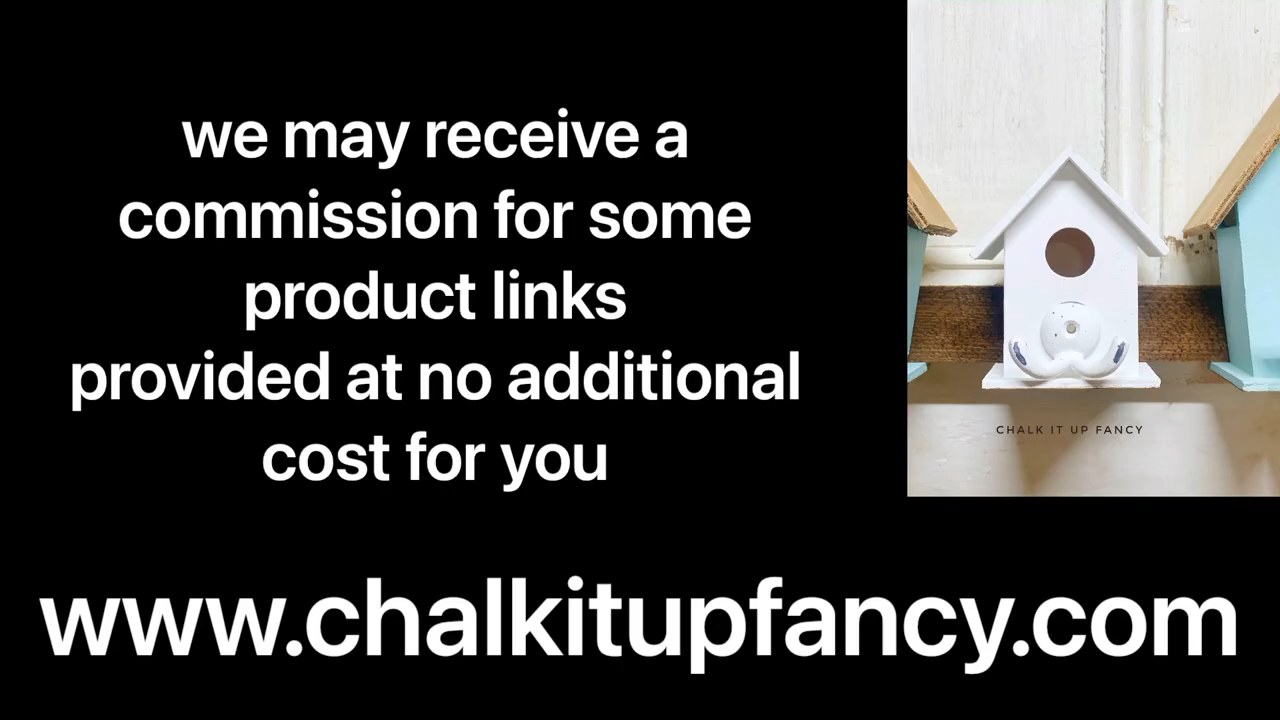 we may receive a
commission for some
product links
provided at no additional
cost for you
CHALK IT UP FANCY
www.chalkitupfancy.com